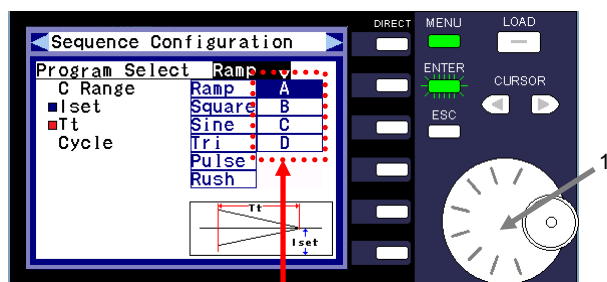 DIRECT MENU LOAD
Sequence Configuration
Program Select Ramp
ENTER
CURSOR
C Range Ramp A
Iset Square B
Tt Sine C
Cycle Tri D
ESC
Pulse
Rush
1
Tt
Iset